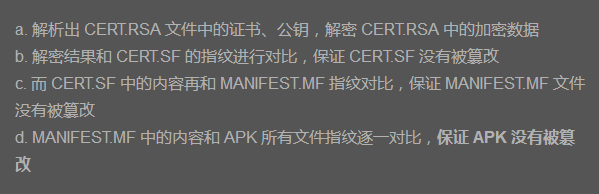 a. 解析出 CERT.RSA 文件中的证书、公钥，解密 CERT.RSA 中的加密数据
b. 解密结果和 CERT.SF 的指纹进行对比，保证 CERT.SF 没有被篡改
c. 而 CERT.SF 中的内容再和 MANIFEST.MF 指纹对比，保证 MANIFEST.MF 文件
没有被篡改
d. MANIFEST.MF 中的内容和 APK 所有文件指纹逐一对比，保证 APK 没有被篡
改